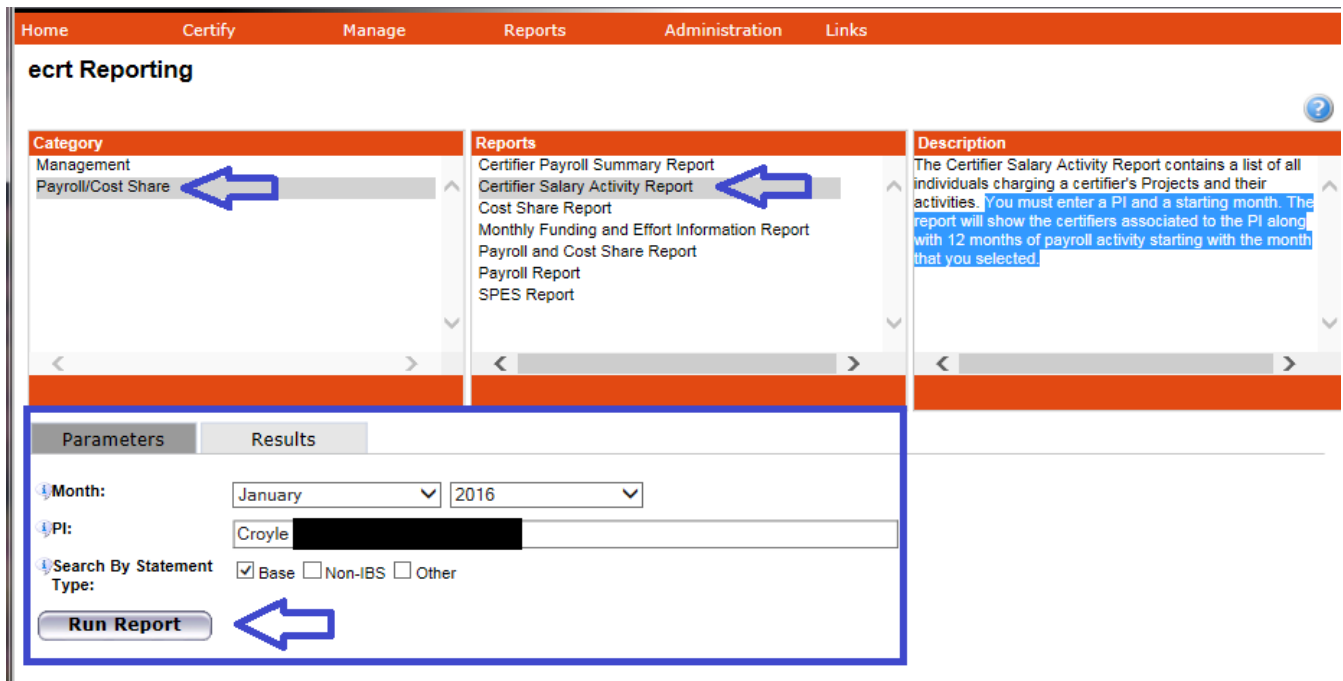 Home Certify Manage Reports Administration Links
ecrt Reporting
Category
Management
Payroll/Cost Share
Reports
Certifier Payroll Summary Report
Certifier Salary Activity Report
Cost Share Report
Monthly Funding and Effort Information Report
Payroll and Cost Share Report
Payroll Report
SPES Report
Description
The Certifier Salary Activity Report contains a list of all
individuals charging a certifier's Projects and their
activities. You must enter a PI and a starting month. The
report will show the certifiers associated to the PI along
with 12 months of payroll activity starting with the month
that you selected.
Parameters Results
Month: January 2016
PI: Croyle
Search By Statement
Type: Base Non-IBS Other
Run Report